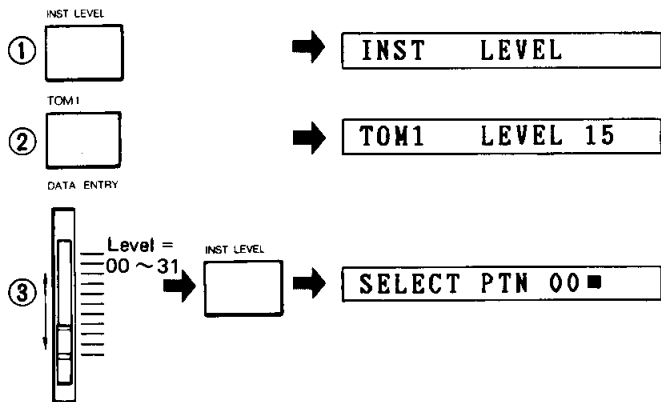 INST LEVEL
① INST LEVEL
TOM1
② TOM1 LEVEL 15
DATA ENTRY
③ Level =
00 ~ 31
INST LEVEL
SELECT PTN 00■